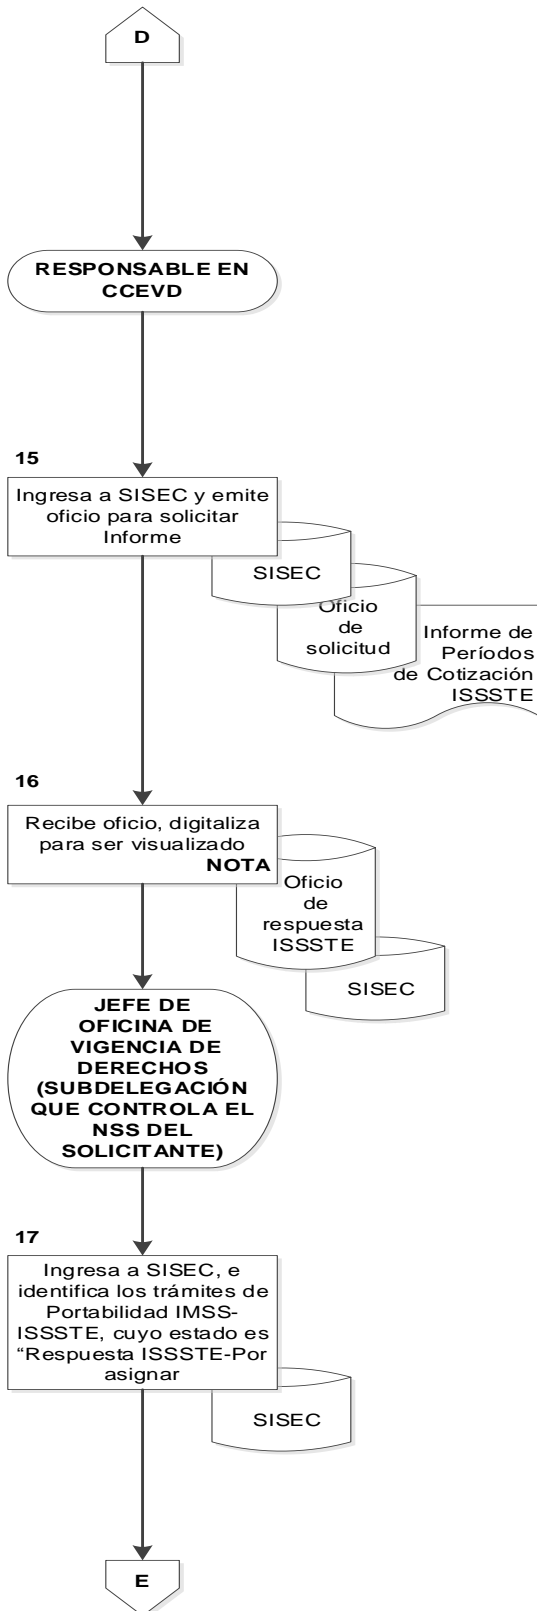 D
RESPONSABLE EN
CCEVD
15
Ingresa a SISEC y emite
oficio para solicitar
Informe
SISEC
Oficio
de
solicitud
Informe de
Períodos
de Cotización
ISSSTE
16
Recibe oficio, digitaliza
para ser visualizado
NOTA
Oficio
de
respuesta
ISSSTE
SISEC
JEFE DE
OFICINA DE
VIGENCIA DE
DERECHOS
(SUBDELEGACIÓN
QUE CONTROLA EL
NSS DEL
SOLICITANTE)
17
Ingresa a SISEC, e
identifica los trámites de
Portabilidad IMSS-
ISSSTE, cuyo estado es
“Respuesta ISSSTE-Por
asignar
SISEC
E